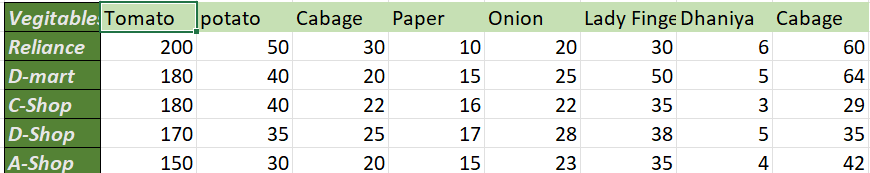 Vegitables Tomato potato Cabage Paper Onion Lady Finge Dhaniya Cabage
Reliance 200 50 30 10 20 30 6 60
D-mart 180 40 20 15 25 50 5 64
C-Shop 180 40 22 16 22 35 3 29
D-Shop 170 35 25 17 28 38 5 35
A-Shop 150 30 20 15 23 35 4 42